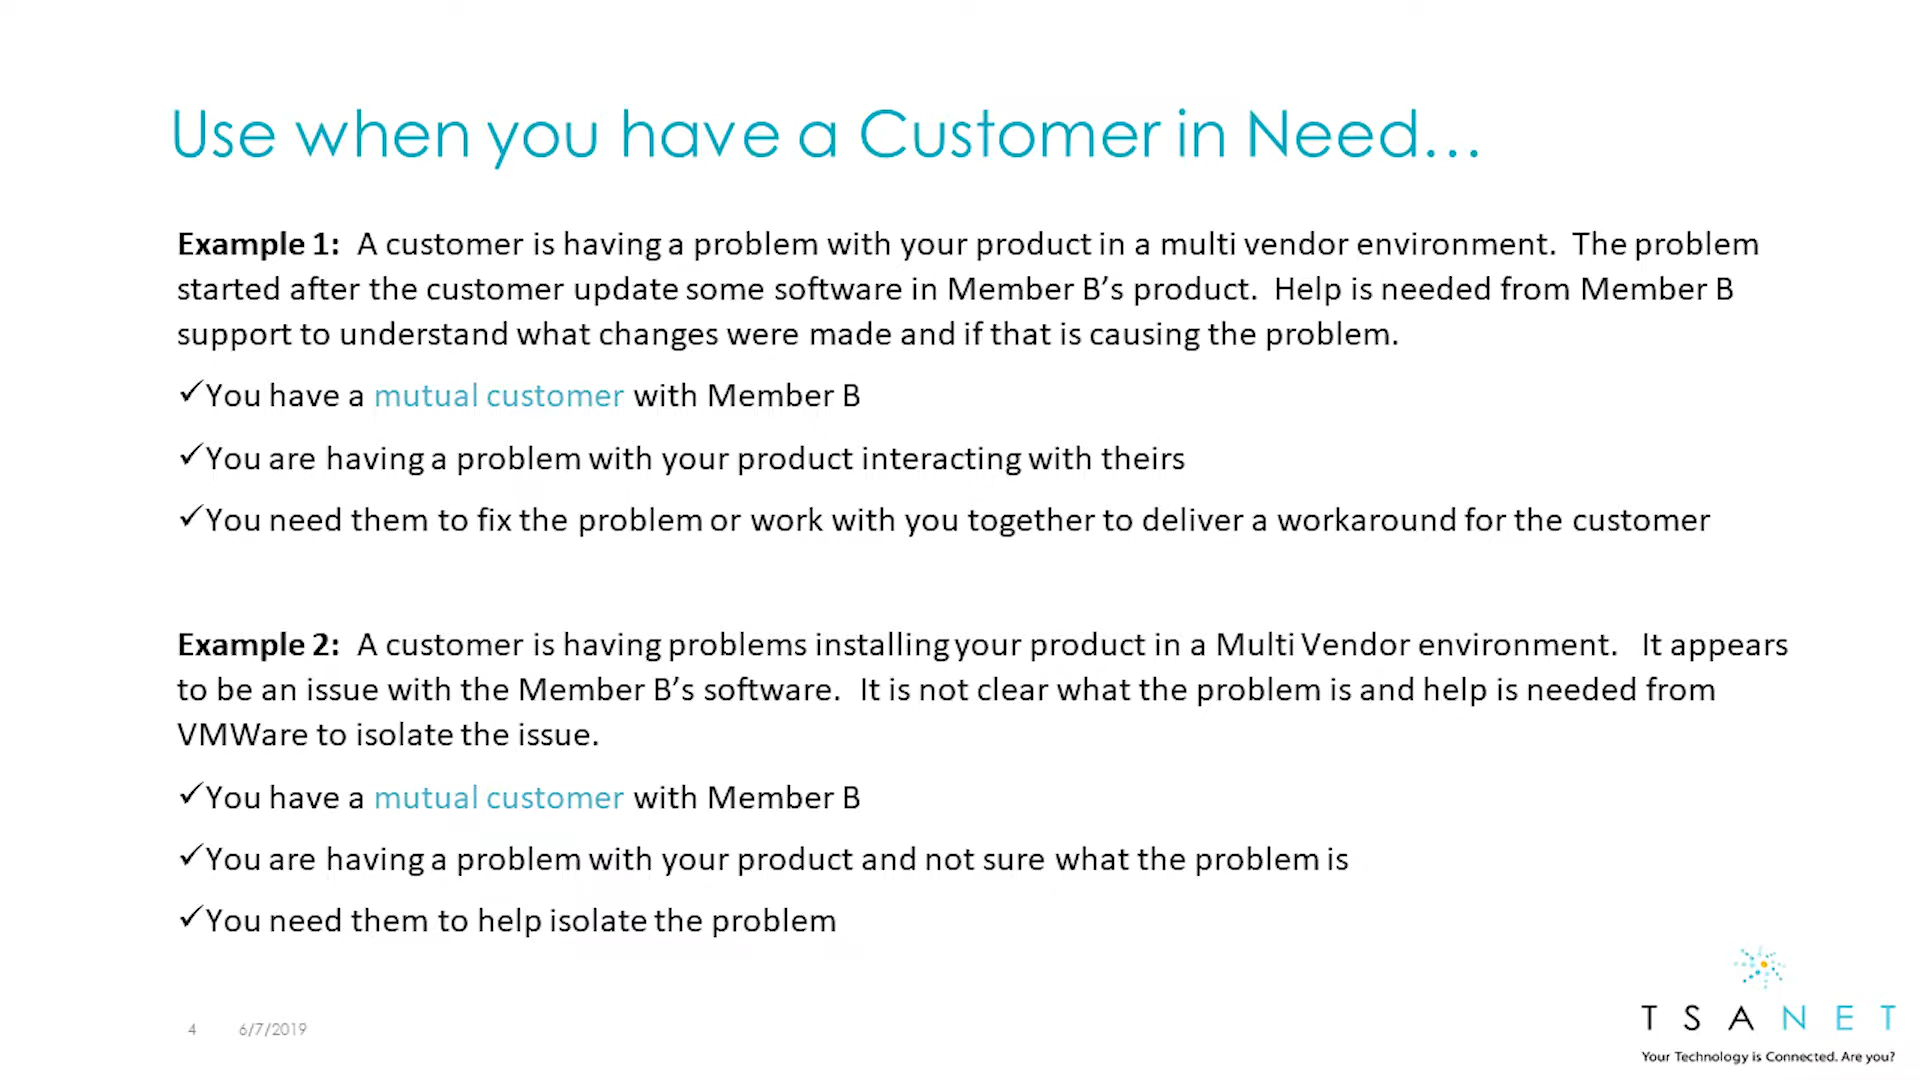 Use when you have a Customer in Need...
Example 1:  A customer is having a problem with your product in a multi vendor environment.  The problem
started after the customer update some software in Member B’s product.  Help is needed from Member B
support to understand what changes were made and if that is causing the problem.
✓You have a mutual customer with Member B
✓You are having a problem with your product interacting with theirs
✓You need them to fix the problem or work with you together to deliver a workaround for the customer
Example 2:  A customer is having problems installing your product in a Multi Vendor environment.   It appears
to be an issue with the Member B’s software.  It is not clear what the problem is and help is needed from
VMWare to isolate the issue.
✓You have a mutual customer with Member B
✓You are having a problem with your product and not sure what the problem is
✓You need them to help isolate the problem
4 6/7/2019
TSANET
Your Technology is Connected. Are you?